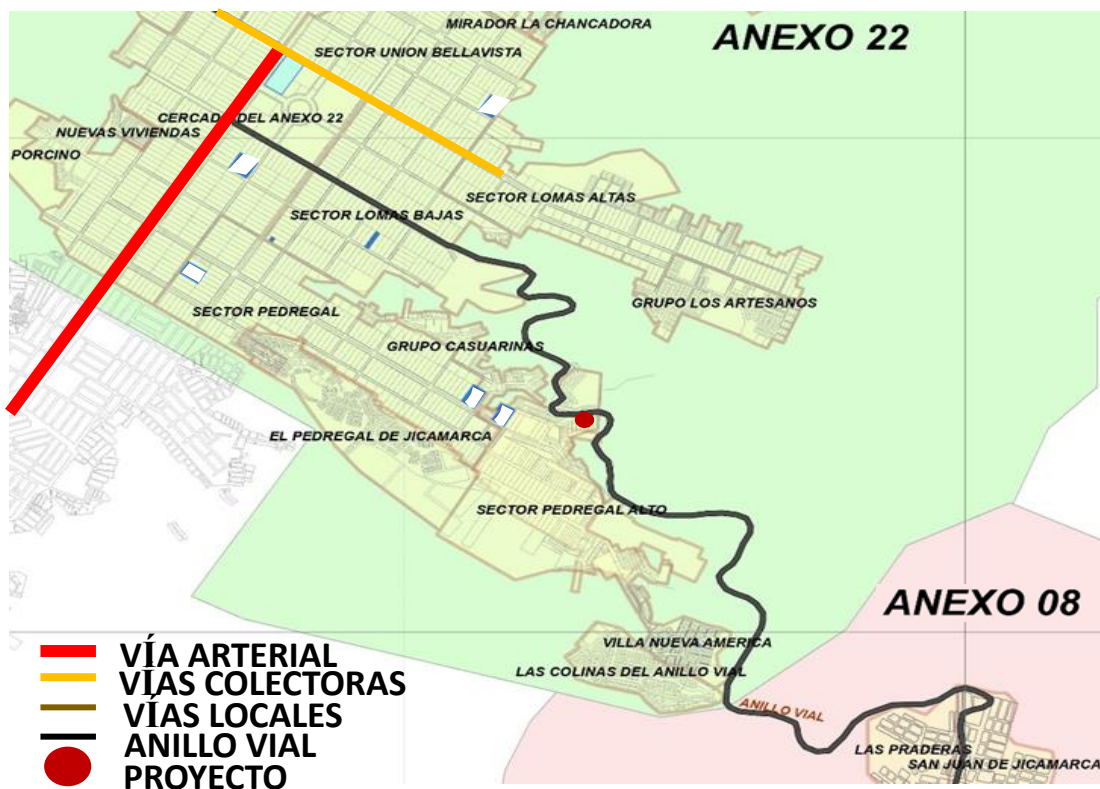 MIRADOR LA CHANCADORA
ANEXO 22
SECTOR UNION BELLAVISTA
CERCADO DEL ANEXO 22
NUEVAS VIVIENDAS
PORCINO
SECTOR LOMAS ALTAS
SECTOR LOMAS BAJAS
GRUPO LOS ARTESANOS
SECTOR PEDREGAL
GRUPO CASUARINAS
EL PEDREGAL DE JICAMARCA
SECTOR PEDREGAL ALTO
ANEXO 08
VILLA NUEVA AMERICA
LAS COLINAS DEL ANILLO VIAL
ANILLO VIAL
LAS PRADERAS
SAN JUAN DE JICAMARCA
VÍA ARTERIAL
VÍAS COLECTORAS
VÍAS LOCALES
ANILLO VIAL
PROYECTO